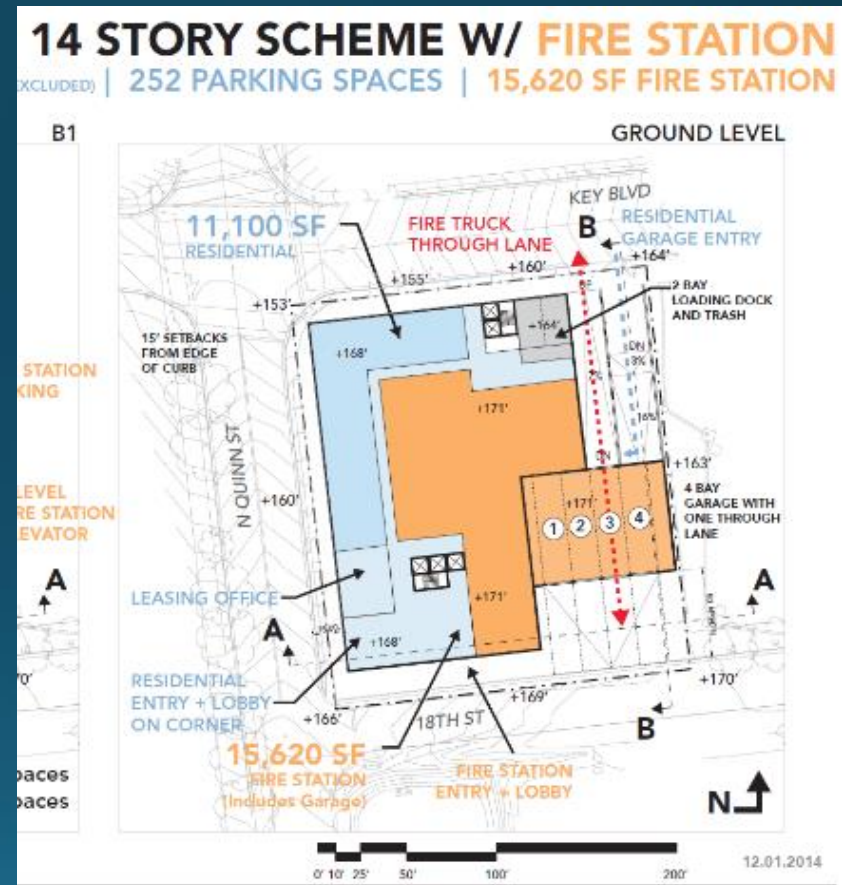 14 STORY SCHEME W/ FIRE STATION
XCLUDED) | 252 PARKING SPACES | 15,620 SF FIRE STATION
B1
GROUND LEVEL
KEY BLVD
11,100 SF
RESIDENTIAL
FIRE TRUCK
THROUGH LANE
B
RESIDENTIAL
GARAGE ENTRY
+164'
+160'
+155'
+153'
2 BAY
LOADING DOCK
AND TRASH
15' SETBACKS
FROM EDGE
OF CURB
+164'
+168'
DN
STATION
KING
+171'
16%
N QUINN ST
+163'
+160'
LEVEL
RE STATION
EVATOR
+171'
4 BAY
GARAGE WITH
ONE THROUGH
LANE
1 2 3 4
A
LEASING OFFICE
+171'
A
A
+168'
RESIDENTIAL
ENTRY + LOBBY
ON CORNER
+170'
+169'
+166'
18TH ST
B
15,620 SF
FIRE STATION
(Includes Garage)
FIRE STATION
ENTRY + LOBBY
paces
paces
N
0' 10' 25' 50' 100' 200'
12.01.2014